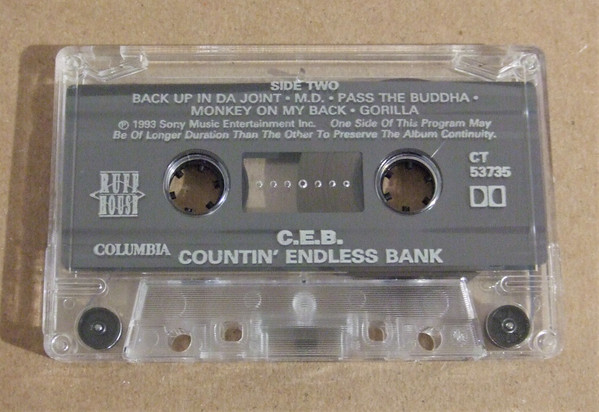 SIDE TWO
BACK UP IN DA JOINT • M.D. • PASS THE BUDDHA •
MONKEY ON MY BACK • GORILLA
℗ 1993 Sony Music Entertainment Inc. One Side Of This Program May
Be Of Longer Duration Than The Other To Preserve The Album Continuity.
RUFF
HOUSE
CT
53735
COLUMBIA
C.E.B.
COUNTIN' ENDLESS BANK